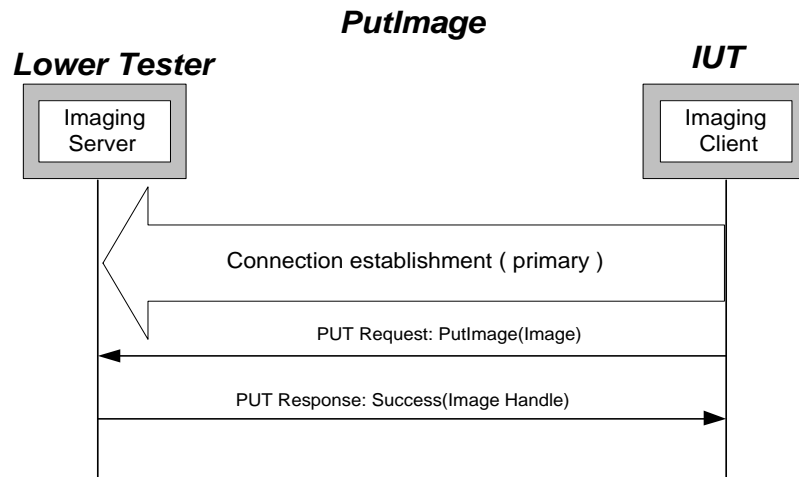 PutImage
Lower Tester
IUT
Imaging
Server
Imaging
Client
Connection establishment ( primary )
PUT Request: PutImage(Image)
PUT Response: Success(Image Handle)